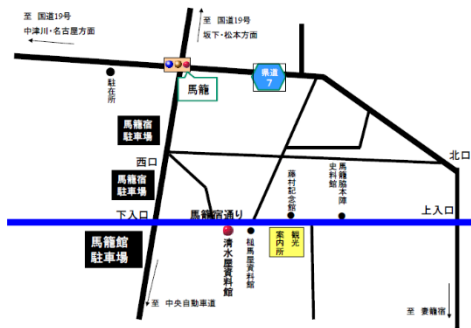 至 国道19号
中津川・名古屋方面
至 国道19号
坂下・松本方面
県道
7
馬籠
駐在所
馬籠宿
駐車場
西口
馬籠宿
駐車場
下入口
馬籠館
駐車場
馬籠宿通り
清水屋資料館
槌馬屋資料館
藤村記念館
馬籠脇本陣
史料館
観光
案内所
北口
上入口
至 中央自動車道
至 妻籠宿